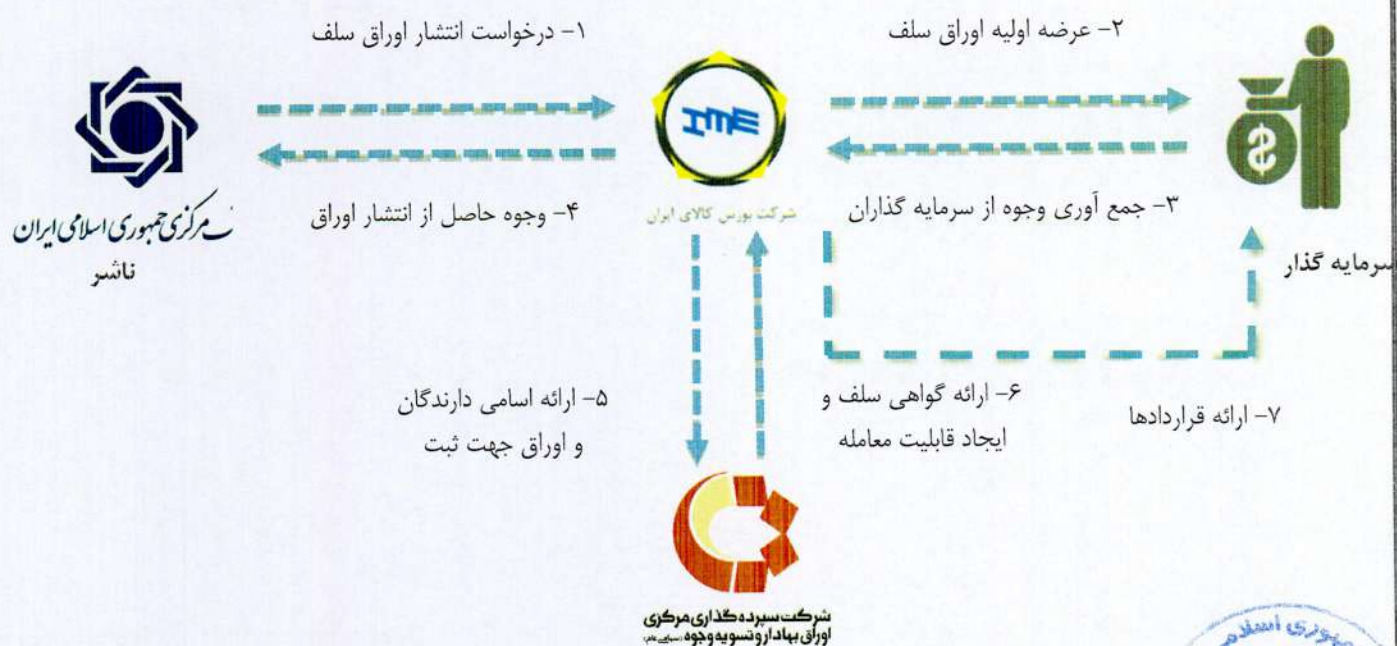 ۱- درخواست انتشار اوراق سلف
۲- عرضه اولیه اوراق سلف
IME
شرکت بورس کالای ایران
مرکزی جمهوری اسلامی ایران
ناشر
۴- وجوه حاصل از انتشار اوراق
۳- جمع آوری وجوه از سرمایه گذاران
سرمایه گذار
۵- ارائه اسامی دارندگان
و اوراق جهت ثبت
۶- ارائه گواهی سلف و
ایجاد قابلیت معامله
۷- ارائه قراردادها
شرکت سپرده گذاری مرکزی
اوراق بهادار و تسویه وجوه (سهامی عام)